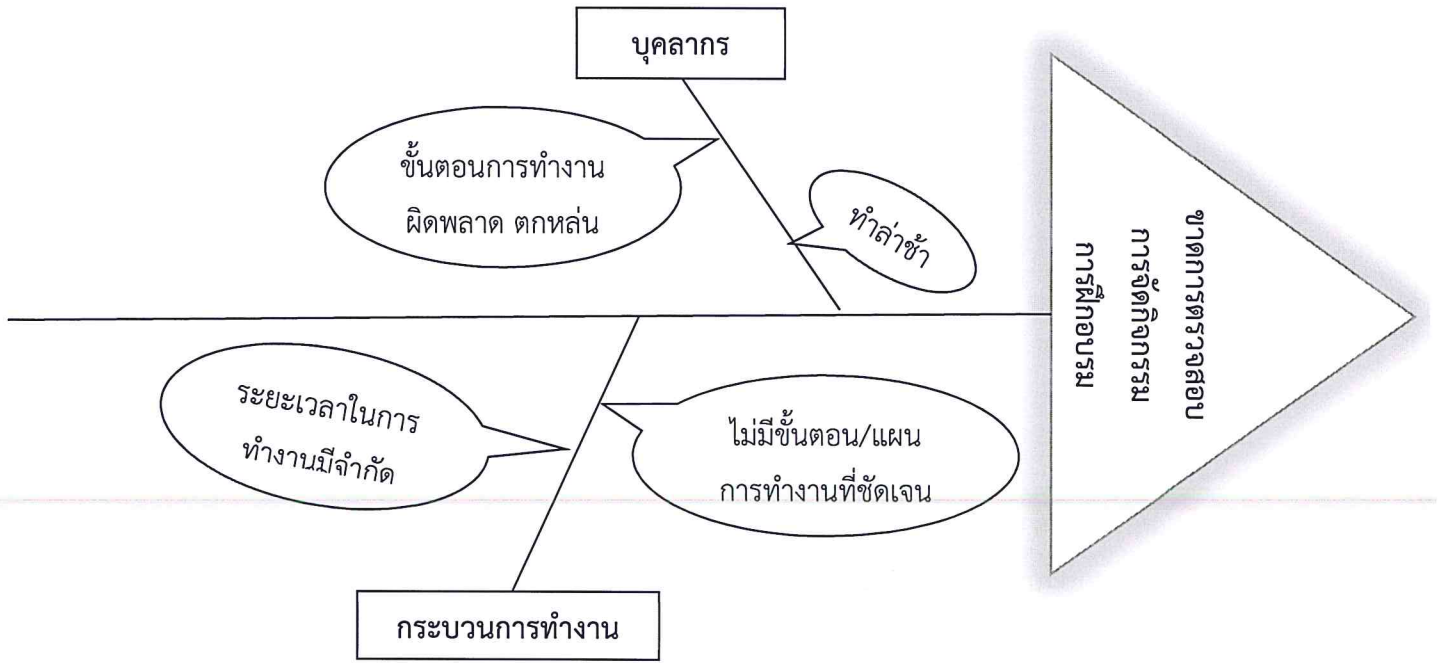 บุคลากร
ขั้นตอนการทำงาน
ผิดพลาด ตกหล่น
ทำล่าช้า
ขาดการตรวจสอบ
การจัดกิจกรรม
การฝึกอบรม
ระยะเวลาในการ
ทำงานมีจำกัด
ไม่มีขั้นตอน/แผน
การทำงานที่ชัดเจน
กระบวนการทำงาน